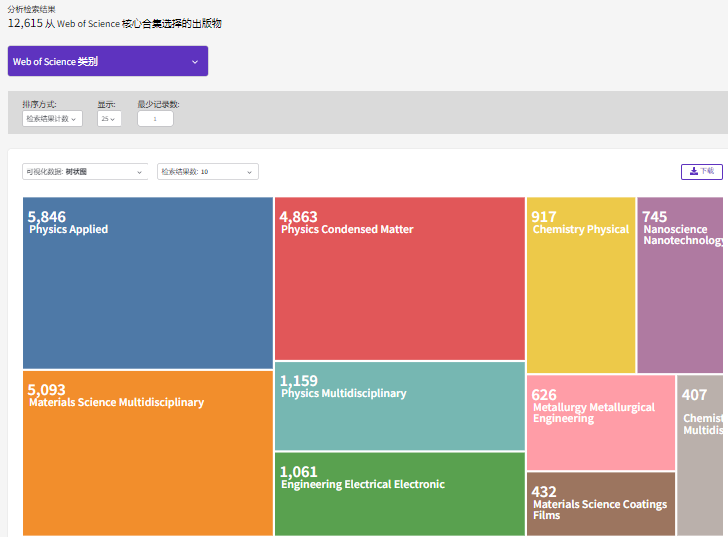 分析检索结果
12,615 从 Web of Science 核心合集选择的出版物
Web of Science 类别
排序方式: 显示: 最少记录数:
检索结果计数 25 1
可视化数据: 树状图 检索结果数: 10 下载
5,846
Physics Applied
4,863
Physics Condensed Matter
917
Chemistry Physical
745
Nanoscience
Nanotechnology
5,093
Materials Science Multidisciplinary
1,159
Physics Multidisciplinary
1,061
Engineering Electrical Electronic
626
Metallurgy Metallurgical
Engineering
432
Materials Science Coatings
Films
407
Chemist
Multidis